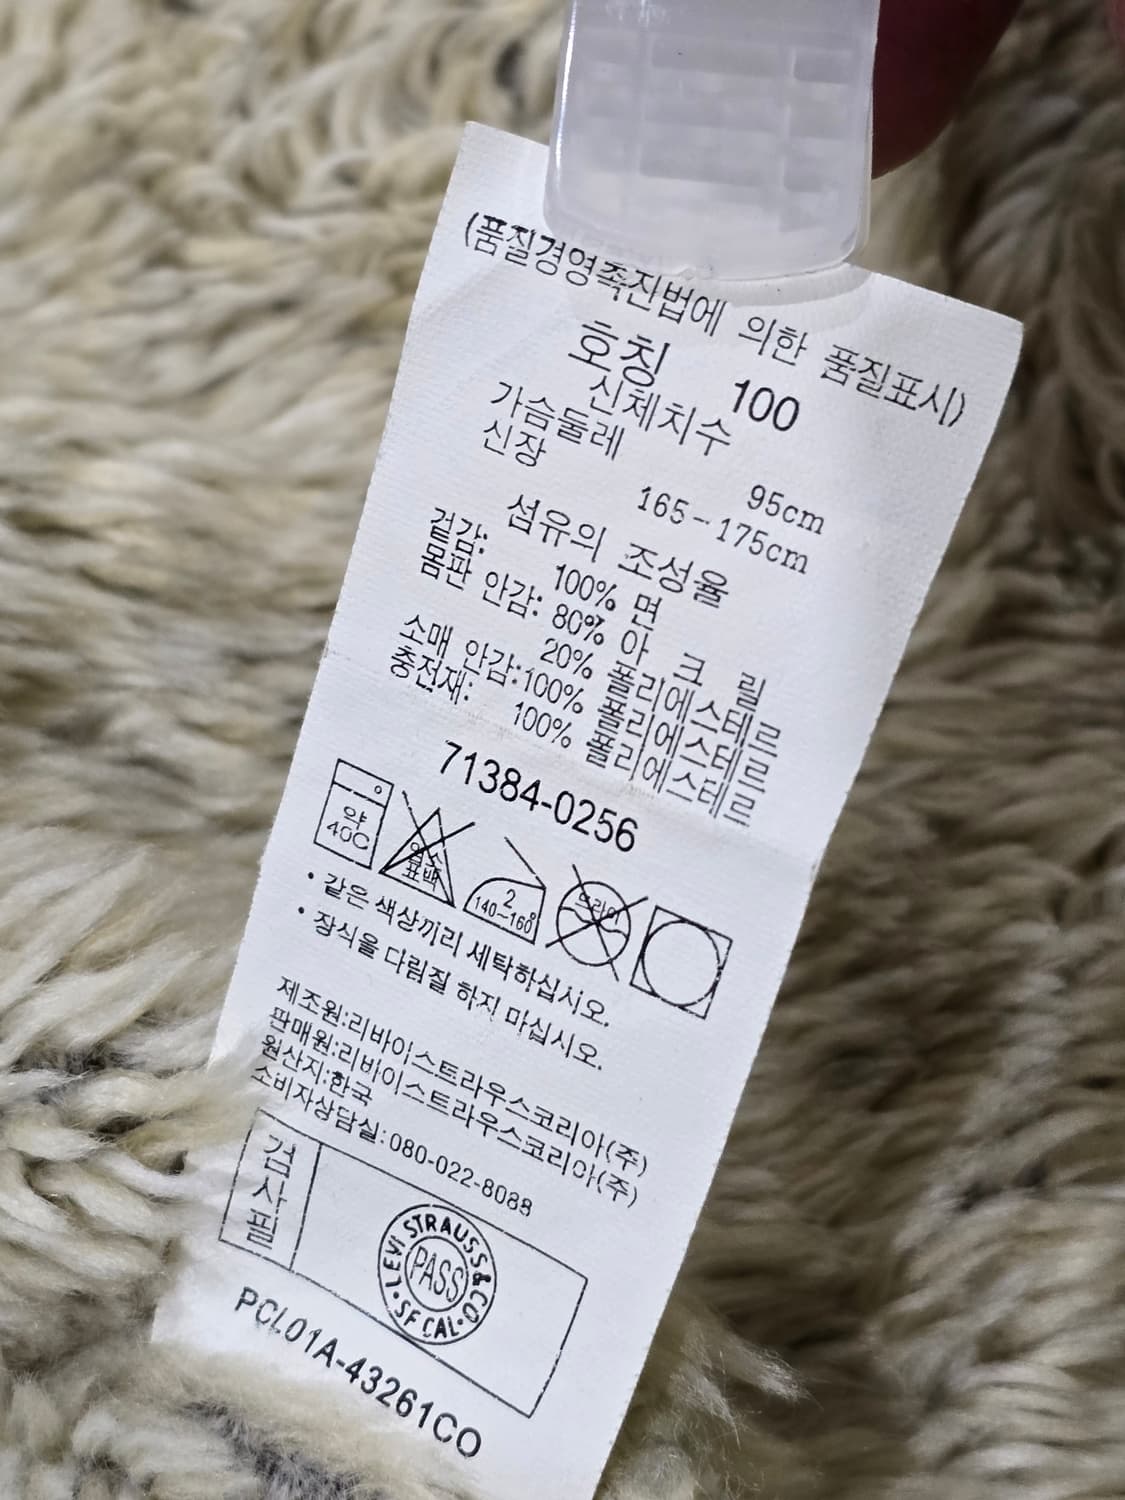 (품질경영촉진법에 의한 품질표시)
호칭 100
신체치수
가슴둘레 95cm
신장 165-175cm
섬유의 조성율
겉감: 100% 면
몸판 안감: 80% 아 크 릴
20% 폴리에스테르
소매 안감:100% 폴리에스테르
충전재: 100% 폴리에스테르
71384-0256
약
40C
염소
표백
2
140~160°
드라이
• 같은 색상끼리 세탁하십시오.
• 장식을 다림질 하지 마십시오.
제조원:리바이스트라우스코리아(주)
판매원:리바이스트라우스코리아(주)
원산지:한국
소비자상담실:080-022-8088
검사필
LEVI STRAUSS & CO
PASS
SF CAL
PCL01A-43261CO